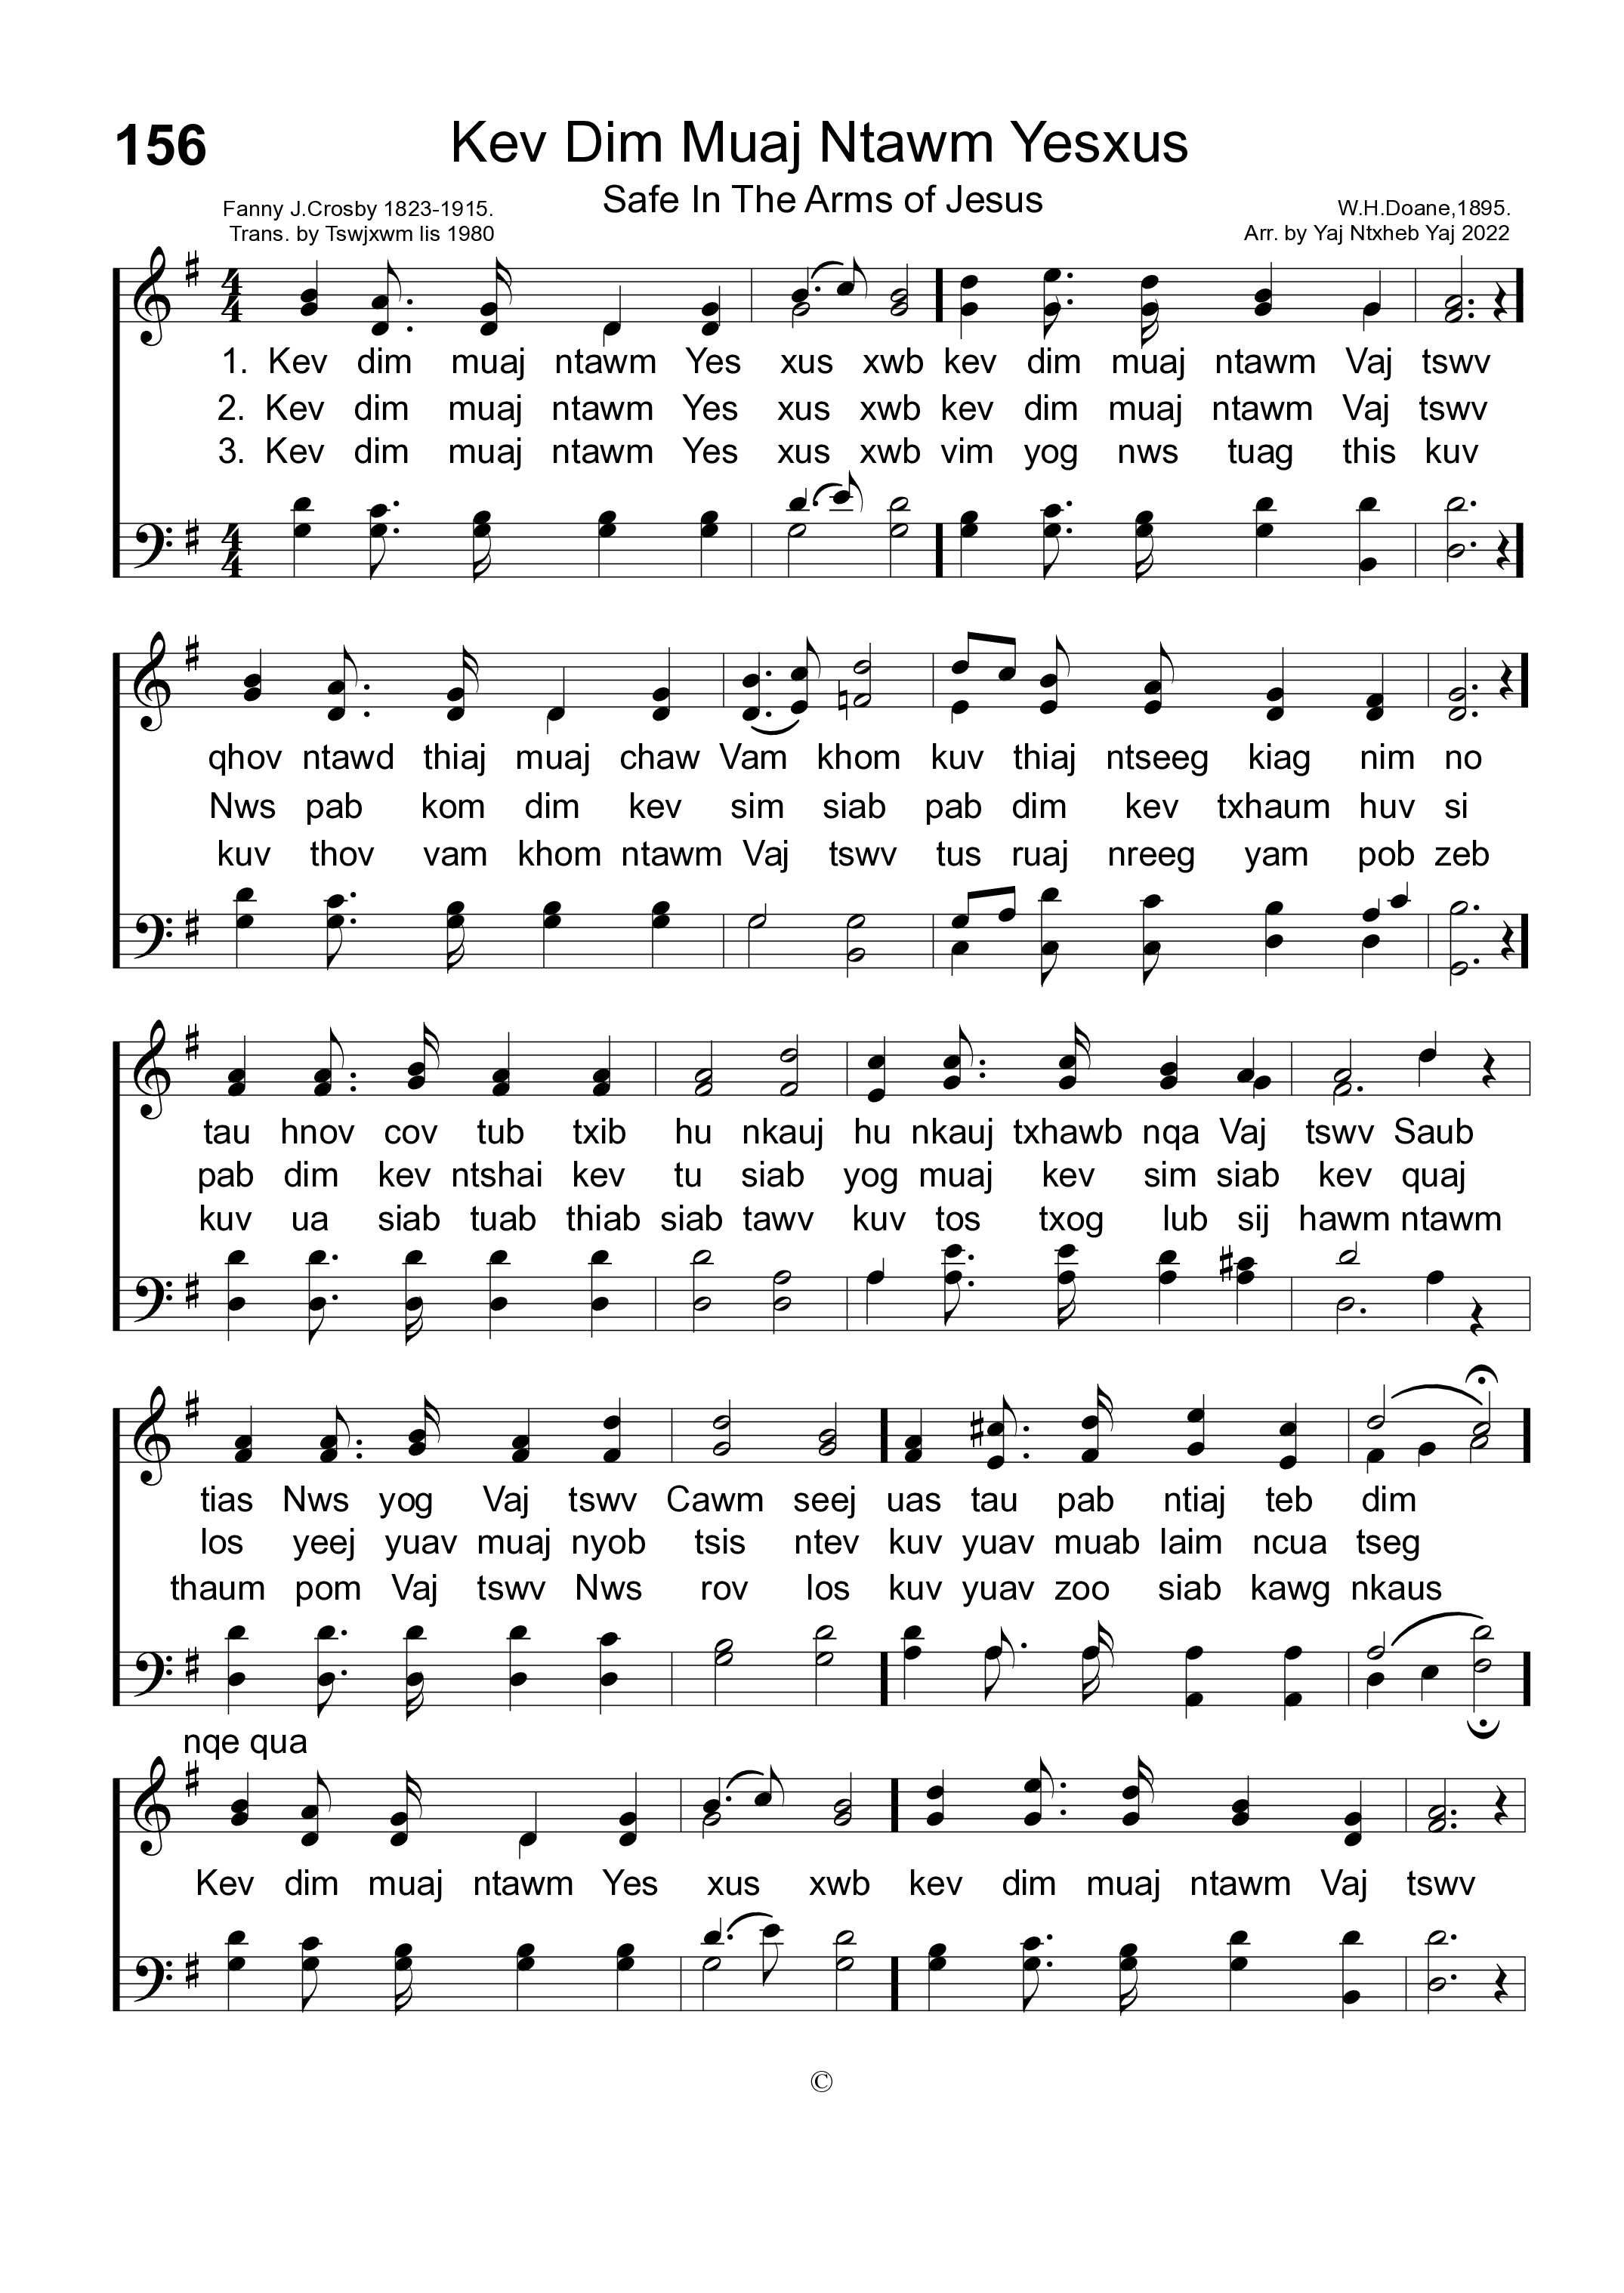 156
Kev Dim Muaj Ntawm Yesxus
Safe In The Arms of Jesus
Fanny J.Crosby 1823-1915.
Trans. by Tswjxwm lis 1980
W.H.Doane,1895.
Arr. by Yaj Ntxheb Yaj 2022
1. Kev dim muaj ntawm Yes xus xwb kev dim muaj ntawm Vaj tswv
2. Kev dim muaj ntawm Yes xus xwb kev dim muaj ntawm Vaj tswv
3. Kev dim muaj ntawm Yes xus xwb vim yog nws tuag this kuv
qhov ntawd thiaj muaj chaw Vam khom kuv thiaj ntseeg kiag nim no
Nws pab kom dim kev sim siab pab dim kev txhaum huv si
kuv thov vam khom ntawm Vaj tswv tus ruaj nreeg yam pob zeb
tau hnov cov tub txib hu nkauj hu nkauj txhawb nqa Vaj tswv Saub
pab dim kev ntshai kev tu siab yog muaj kev sim siab kev quaj
kuv ua siab tuab thiab siab tawv kuv tos txog lub sij hawm ntawm
tias Nws yog Vaj tswv Cawm seej uas tau pab ntiaj teb dim
los yeej yuav muaj nyob tsis ntev kuv yuav muab laim ncua tseg
thaum pom Vaj tswv Nws rov los kuv yuav zoo siab kawg nkaus
nqe qua
Kev dim muaj ntawm Yes xus xwb kev dim muaj ntawm Vaj tswv
©